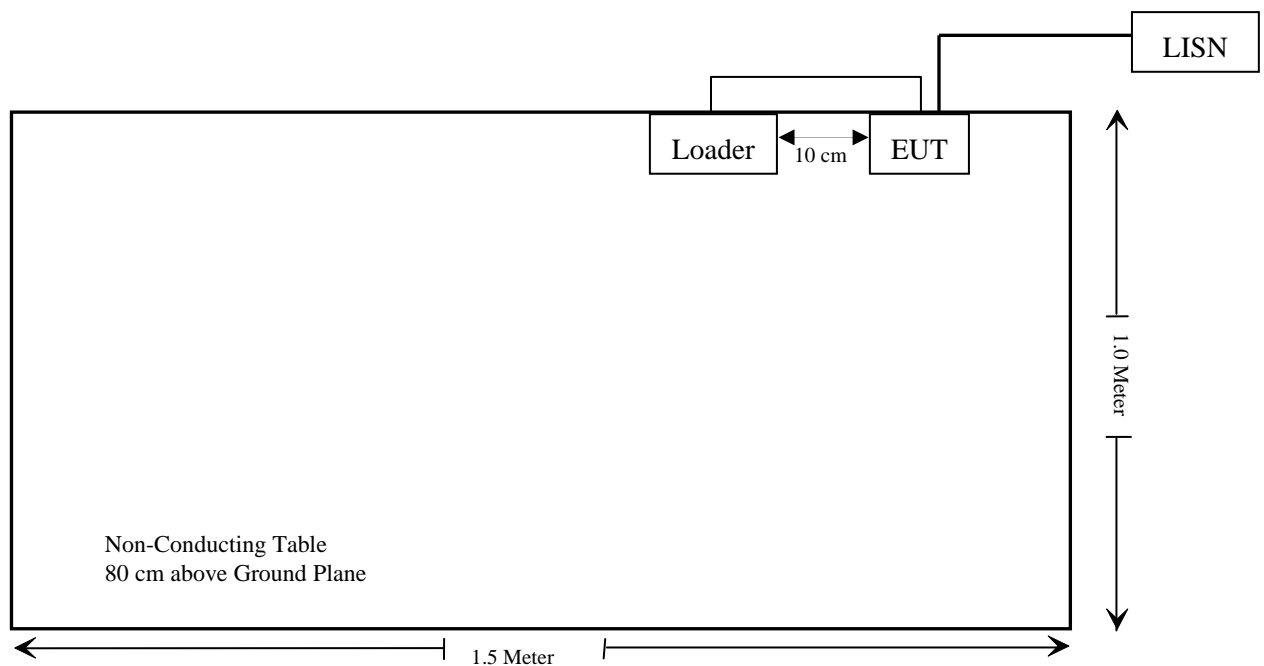 LISN
Loader
10 cm
EUT
1.0 Meter
Non-Conducting Table
80 cm above Ground Plane
1.5 Meter